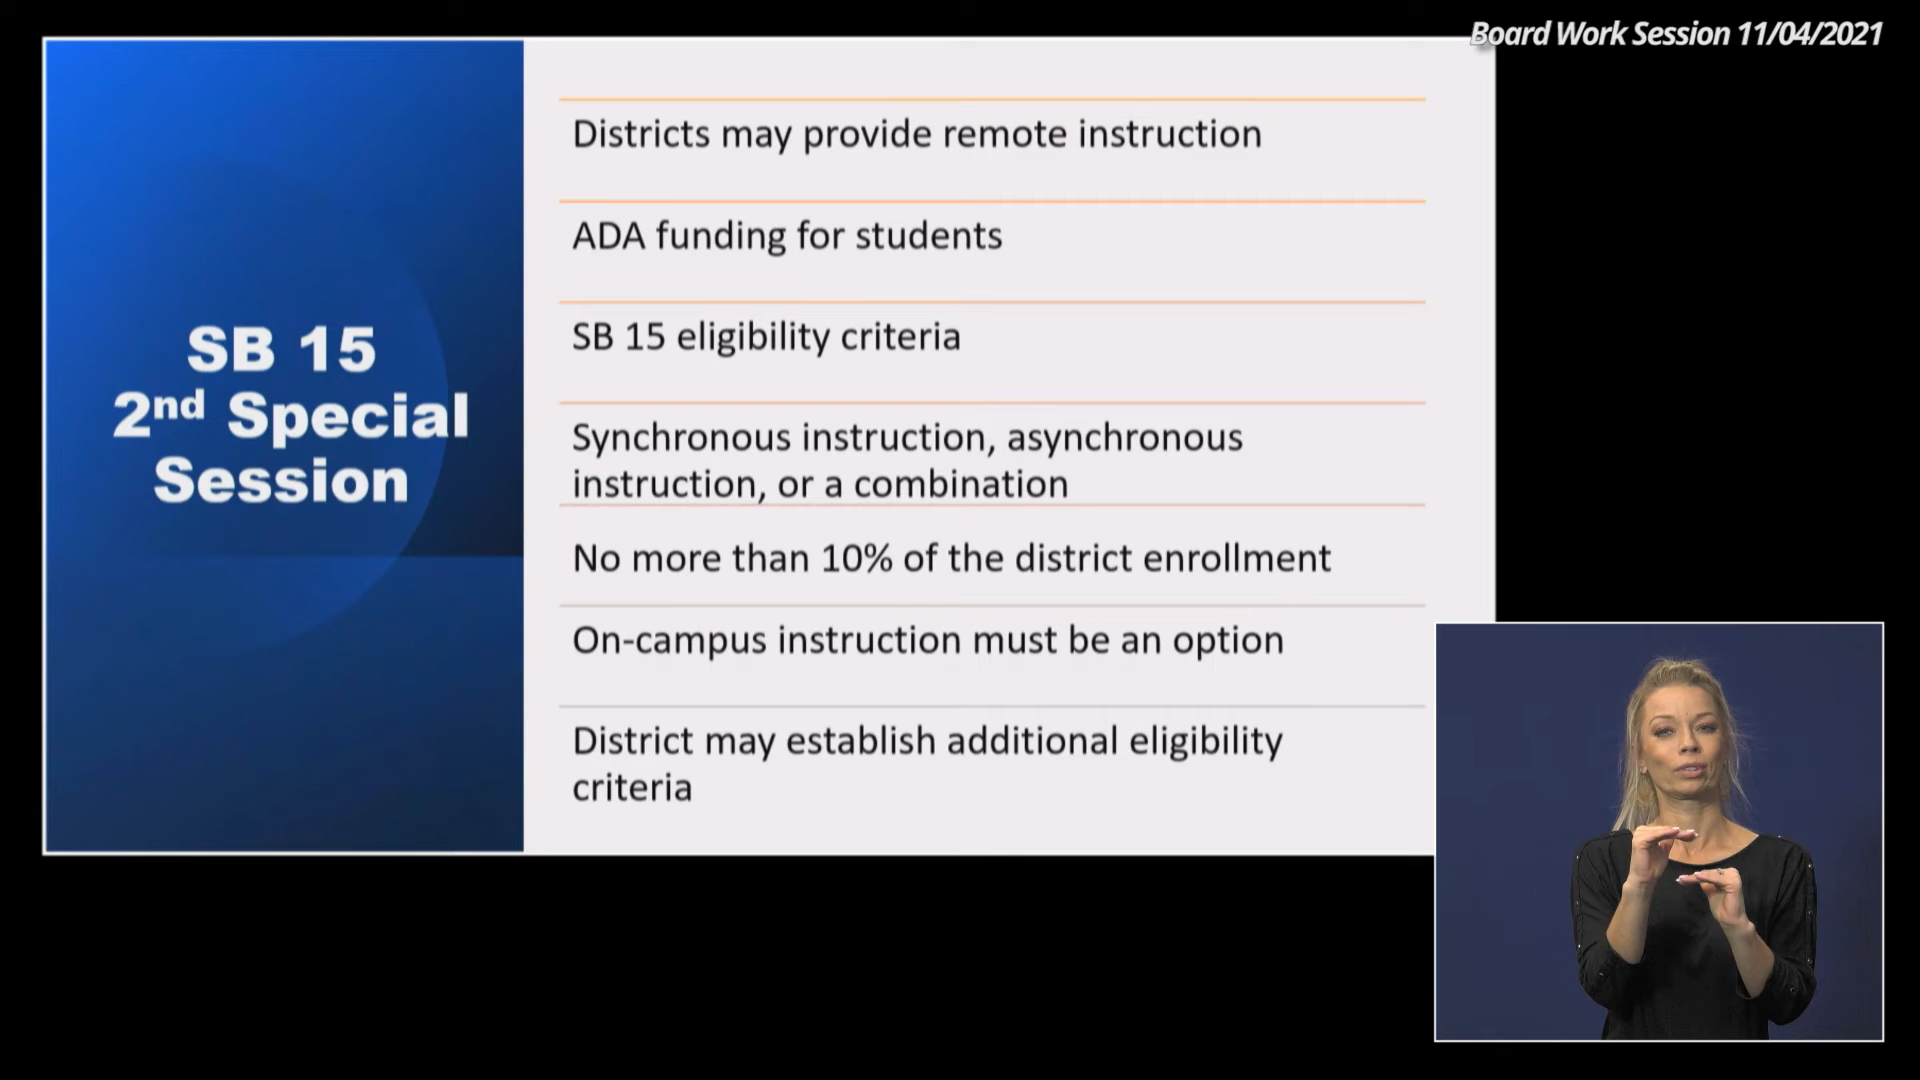 Board Work Session 11/04/2021
SB 15
2nd Special
Session
Districts may provide remote instruction
ADA funding for students
SB 15 eligibility criteria
Synchronous instruction, asynchronous
instruction, or a combination
No more than 10% of the district enrollment
On-campus instruction must be an option
District may establish additional eligibility
criteria